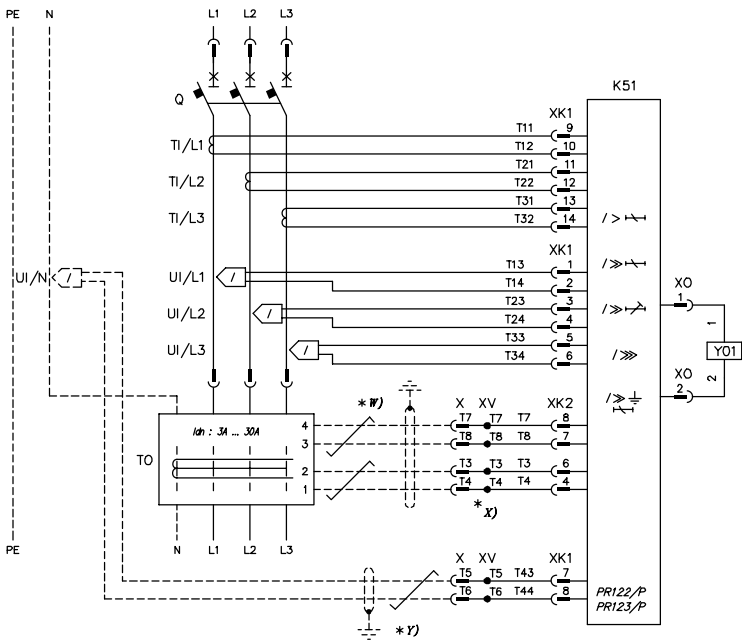 PE N L1 L2 L3
K51
Q
XK1
T11 9
TI/L1 T12 10
T21 11
TI/L2 T22 12
T31 13
TI/L3 T32 14
/ >
XK1
/ >>
UI/N / UI/L1 / T13 1
T14 2
XO
1
UI/L2 / T23 3
/ >>
T24 4
1
UI/L3 / T33 5
/ >>>
Y01
T34 6
XO
2
2
/ >>
*W) X XV XK2
Idn : 3A ... 30A 4 T7 T7 T7 8
3 T8 T8 T8 7
TO 2 T3 T3 T3 6
1 T4 T4 T4 4
*X)
PE N L1 L2 L3
X XV XK1
T5 T5 T43 7
T6 T6 T44 8
PR122/P
PR123/P
*Y)